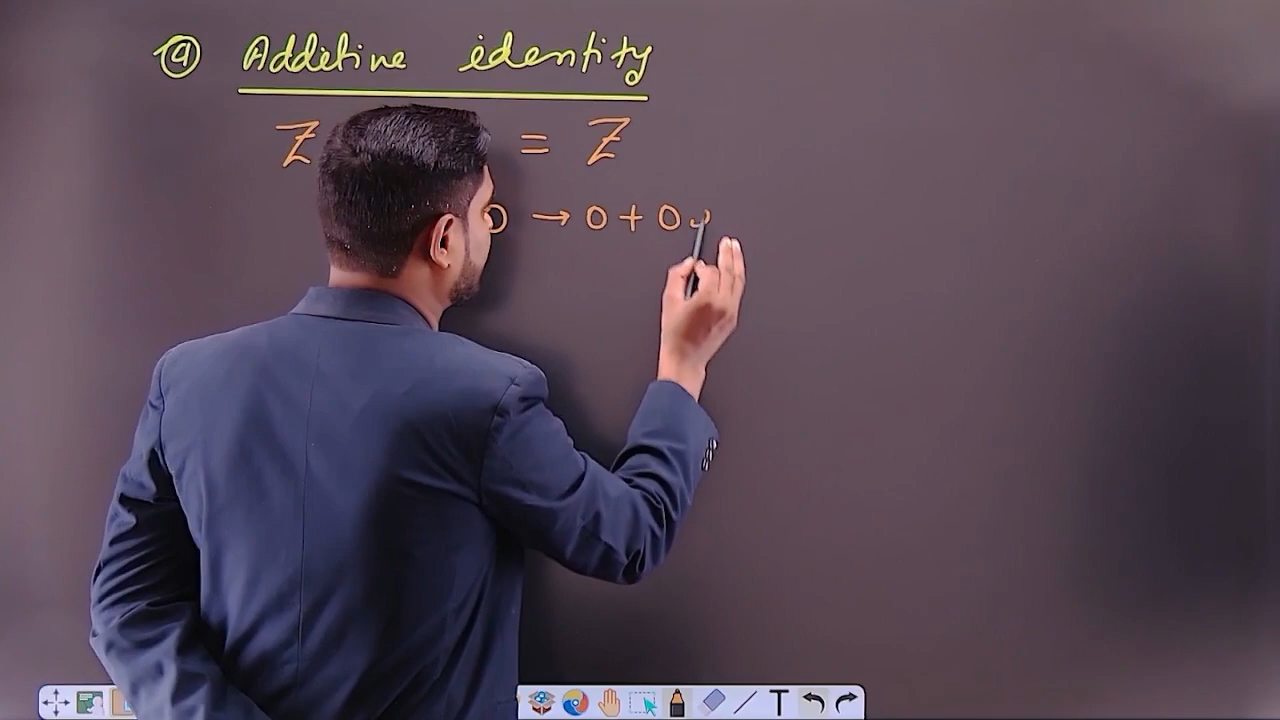 ④ Additive identity
Z = Z
0 → 0 + 0
T